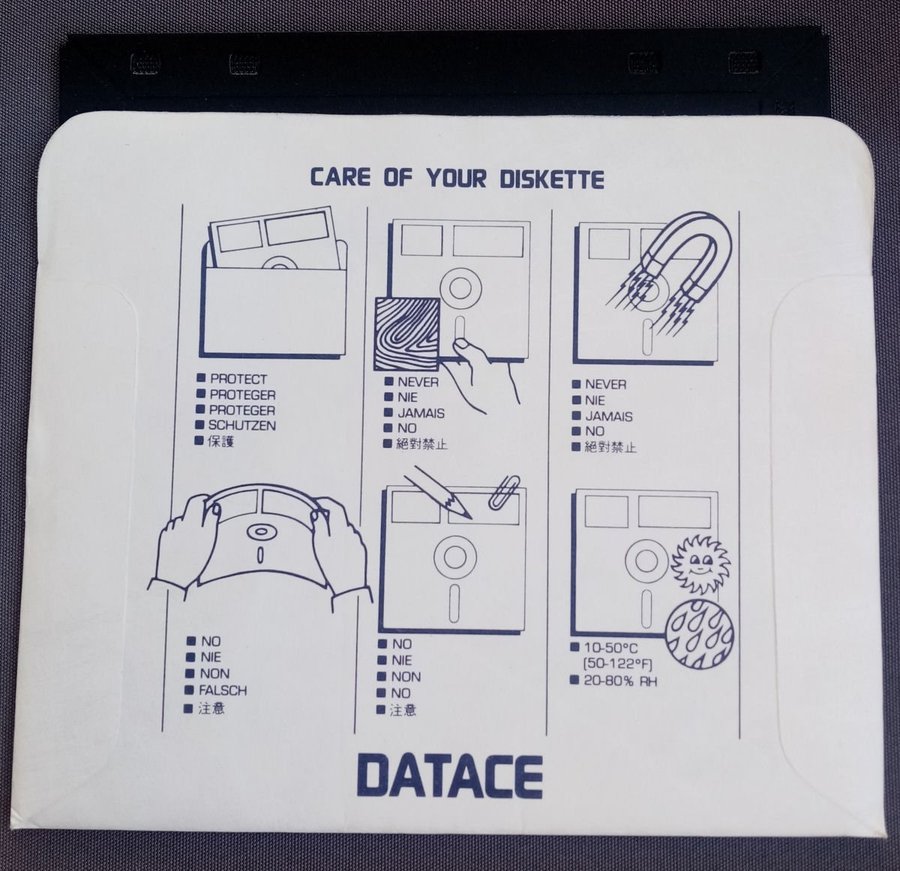 CARE OF YOUR DISKETTE
PROTECT
PROTEGER
PROTEGER
SCHUTZEN
保護
NEVER
NIE
JAMAIS
NO
絕對禁止
NEVER
NIE
JAMAIS
NO
絕對禁止
NO
NIE
NON
FALSCH
注意
NO
NIE
NON
NO
注意
10-50°C
(50-122°F)
20-80% RH
DATACE